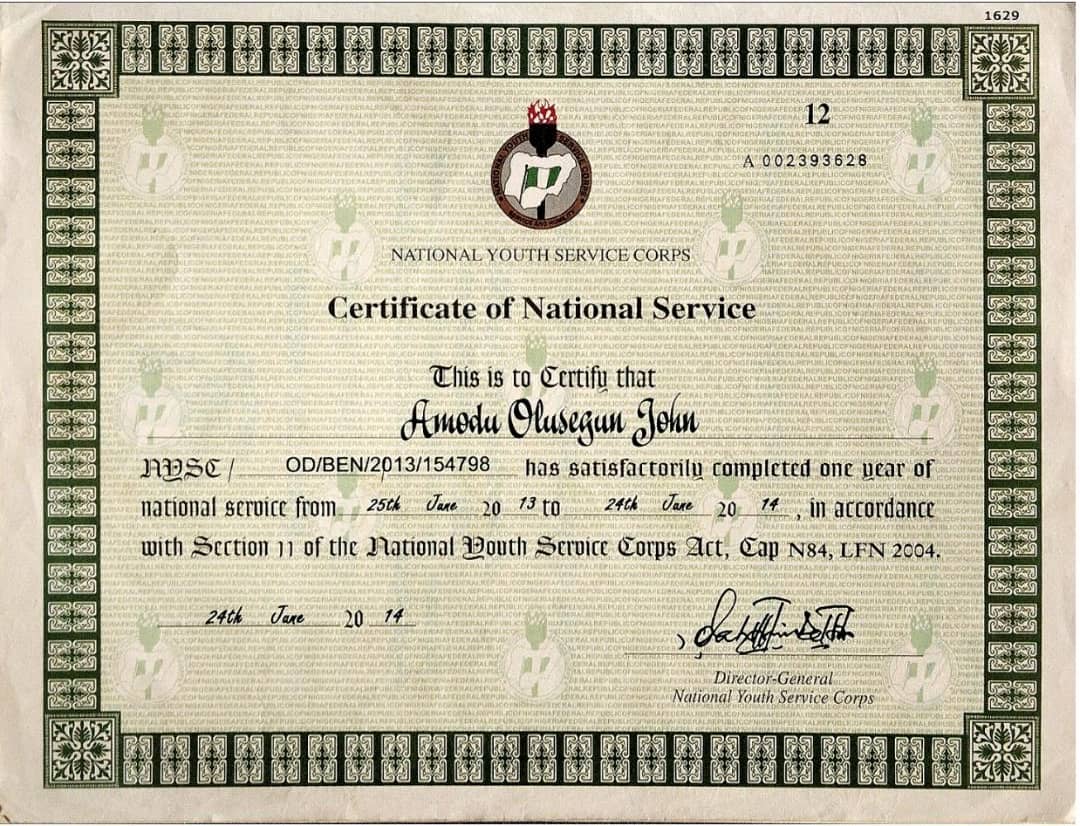 1629
12
A 002393628
NATIONAL YOUTH SERVICE CORPS
Certificate of National Service
This is to Certify that
Amodu Olusegun John
NYSC / OD/BEN/2013/154798 has satisfactorily completed one year of
national service from 25th June 20 13 to 24th June 20 14 , in accordance
with Section 11 of the National Youth Service Corps Act, Cap N84, LFN 2004.
24th June 20 14
Director-General
National Youth Service Corps